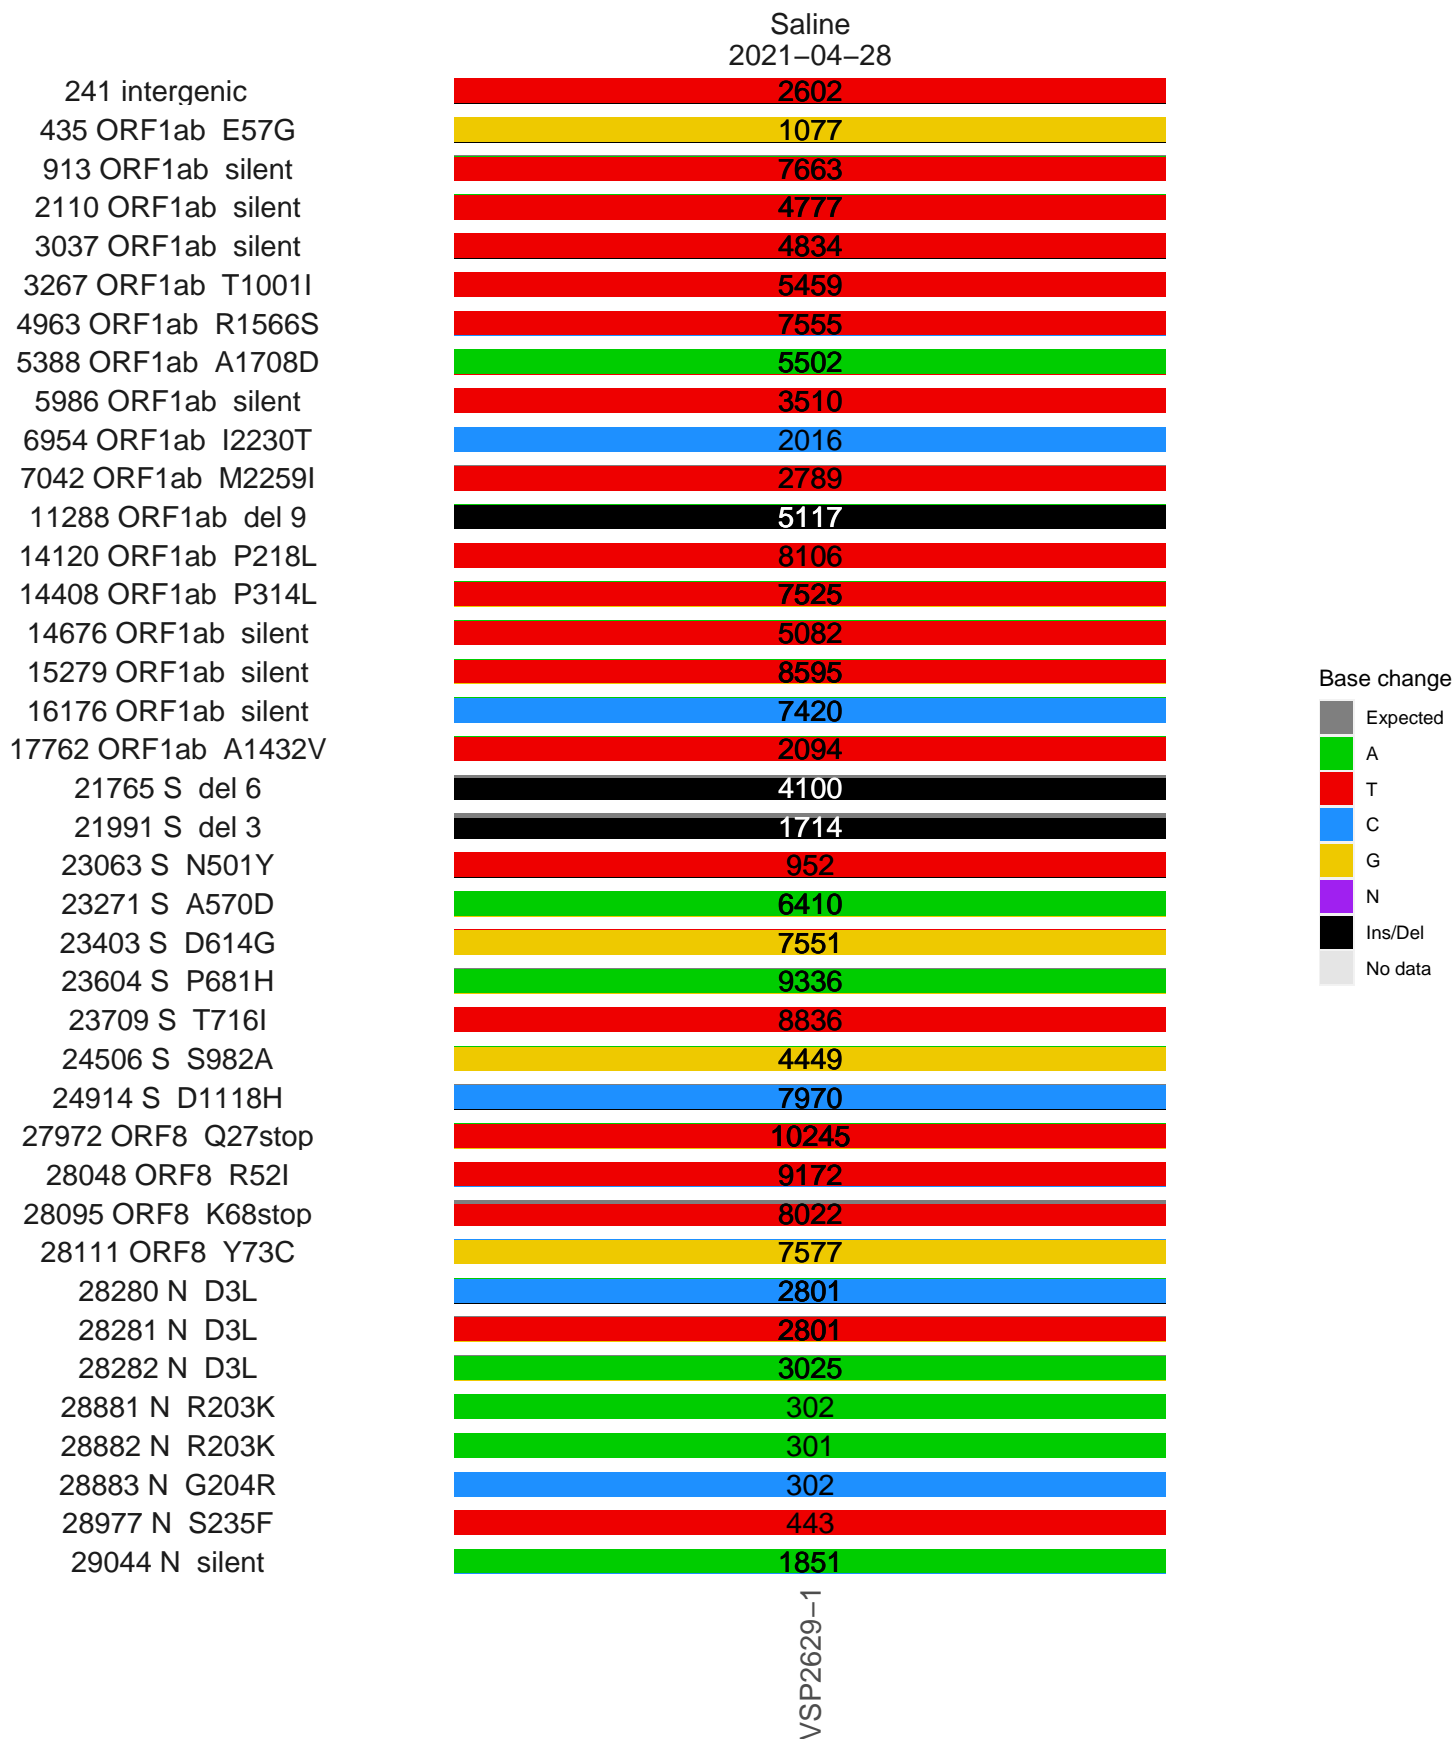 Saline
2021−04−28
241 intergenic 2602
435 ORF1ab E57G 1077
913 ORF1ab silent 7663
2110 ORF1ab silent 4777
3037 ORF1ab silent 4834
3267 ORF1ab T1001I 5459
4963 ORF1ab R1566S 7555
5388 ORF1ab A1708D 5502
5986 ORF1ab silent 3510
6954 ORF1ab I2230T 2016
7042 ORF1ab M2259I 2789
11288 ORF1ab del 9 5117
14120 ORF1ab P218L 8106
14408 ORF1ab P314L 7525
14676 ORF1ab silent 5082
15279 ORF1ab silent 8595
16176 ORF1ab silent 7420
17762 ORF1ab A1432V 2094
21765 S del 6 4100
21991 S del 3 1714
23063 S N501Y 952
23271 S A570D 6410
23403 S D614G 7551
23604 S P681H 9336
23709 S T716I 8836
24506 S S982A 4449
24914 S D1118H 7970
27972 ORF8 Q27stop 10245
28048 ORF8 R52I 9172
28095 ORF8 K68stop 8022
28111 ORF8 Y73C 7577
28280 N D3L 2801
28281 N D3L 2801
28282 N D3L 3025
28881 N R203K 302
28882 N R203K 301
28883 N G204R 302
28977 N S235F 443
29044 N silent 1851
VSP2629−1
Base change
Expected
A
T
C
G
N
Ins/Del
No data